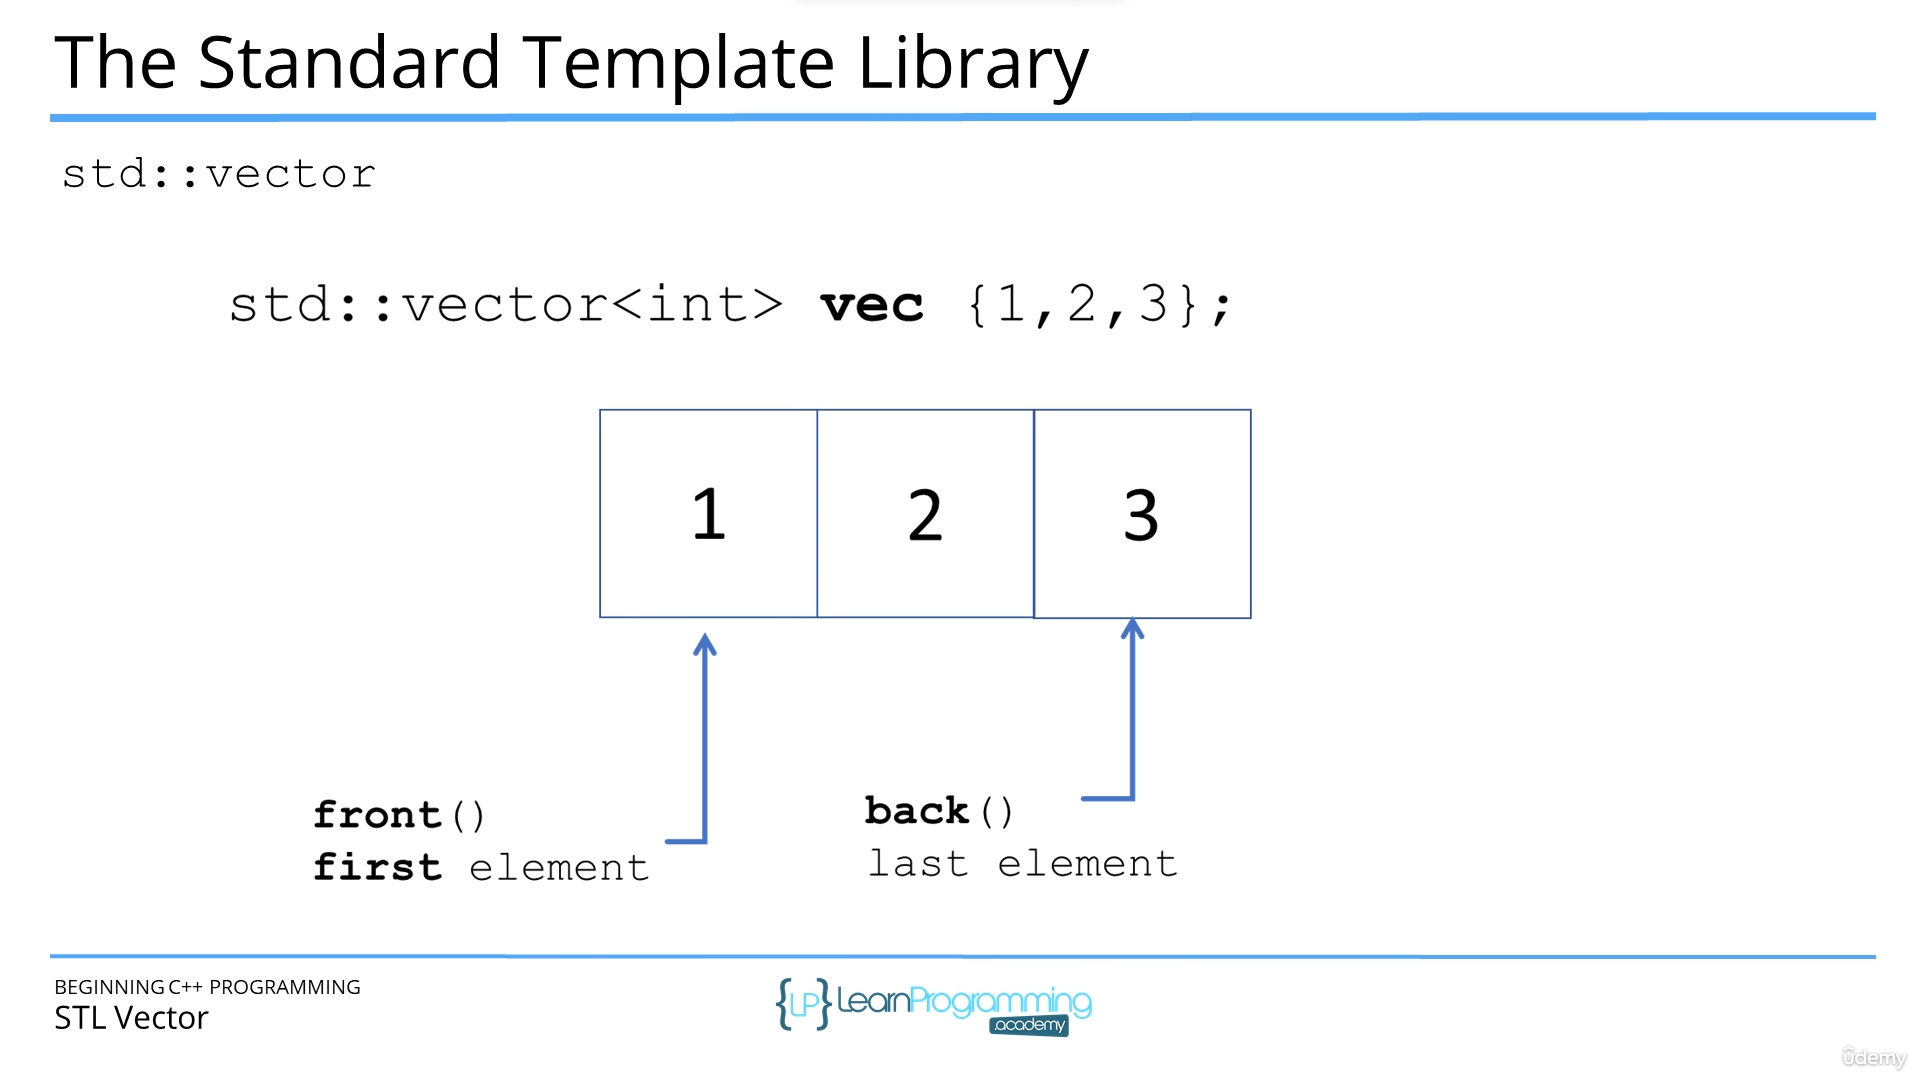 The Standard Template Library
std::vector
std::vector<int> vec {1,2,3};
1 2 3
front()
first element
back()
last element
BEGINNING C++ PROGRAMMING
STL Vector
{LP} LearnProgramming
.academy
ûdemy